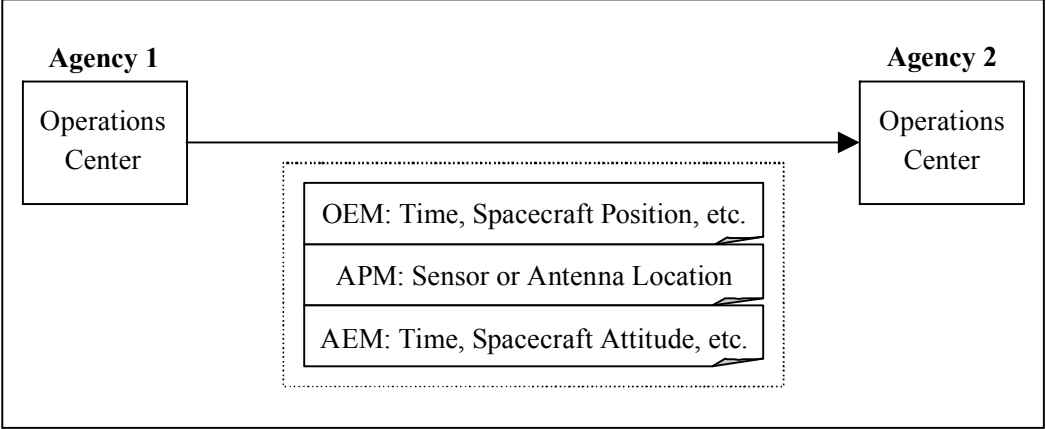 Agency 1
Agency 2
Operations
Center
Operations
Center
OEM: Time, Spacecraft Position, etc.
APM: Sensor or Antenna Location
AEM: Time, Spacecraft Attitude, etc.